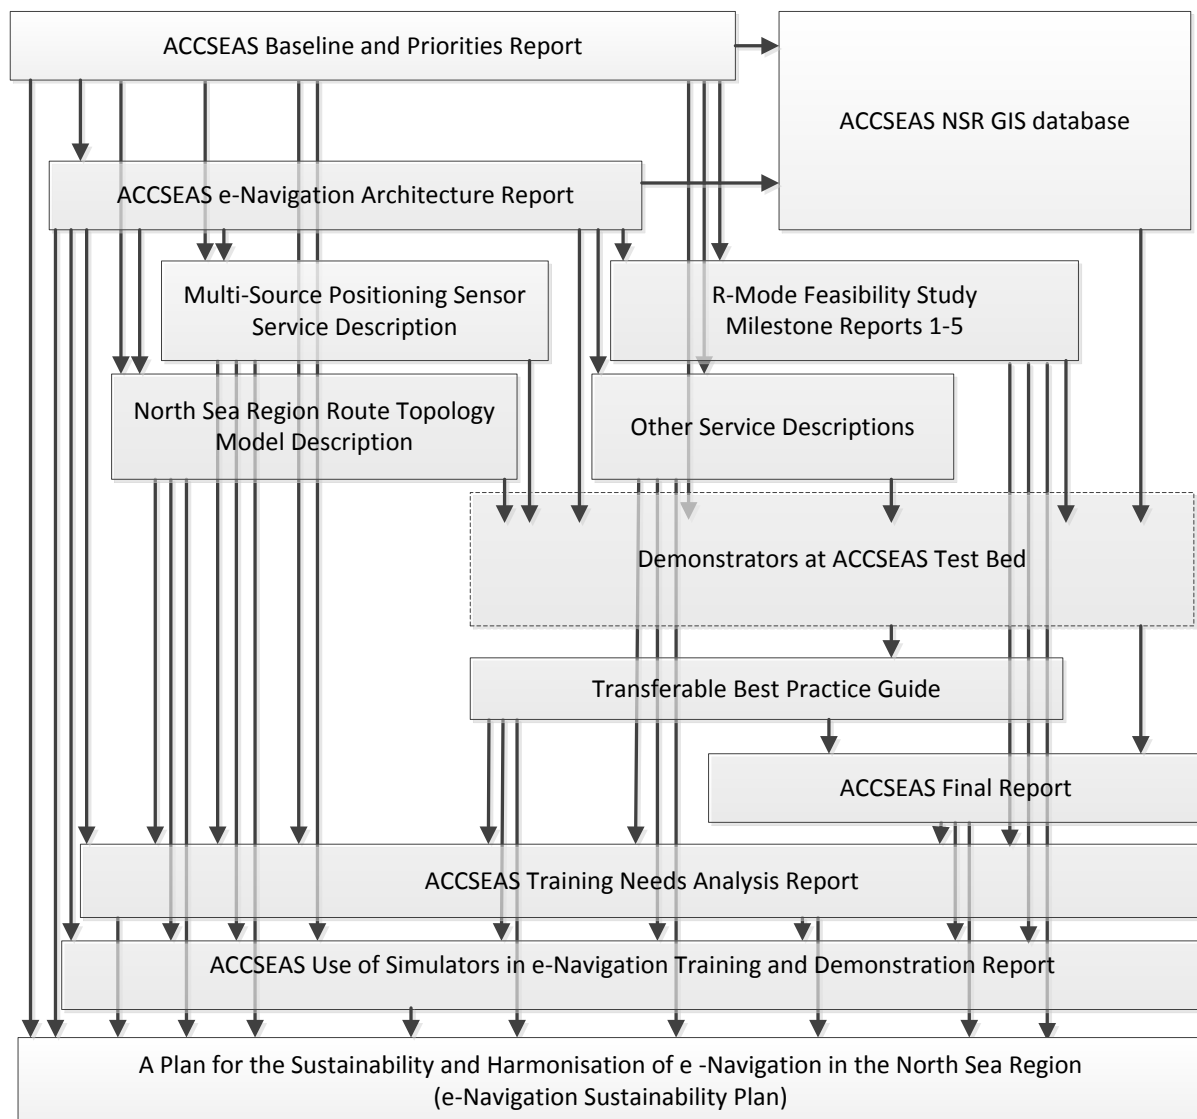 ACCSEAS Baseline and Priorities Report
ACCSEAS NSR GIS database
ACCSEAS e-Navigation Architecture Report
Multi-Source Positioning Sensor
Service Description
R-Mode Feasibility Study
Milestone Reports 1-5
North Sea Region Route Topology
Model Description
Other Service Descriptions
Demonstrators at ACCSEAS Test Bed
Transferable Best Practice Guide
ACCSEAS Final Report
ACCSEAS Training Needs Analysis Report
ACCSEAS Use of Simulators in e-Navigation Training and Demonstration Report
A Plan for the Sustainability and Harmonisation of e -Navigation in the North Sea Region
(e-Navigation Sustainability Plan)